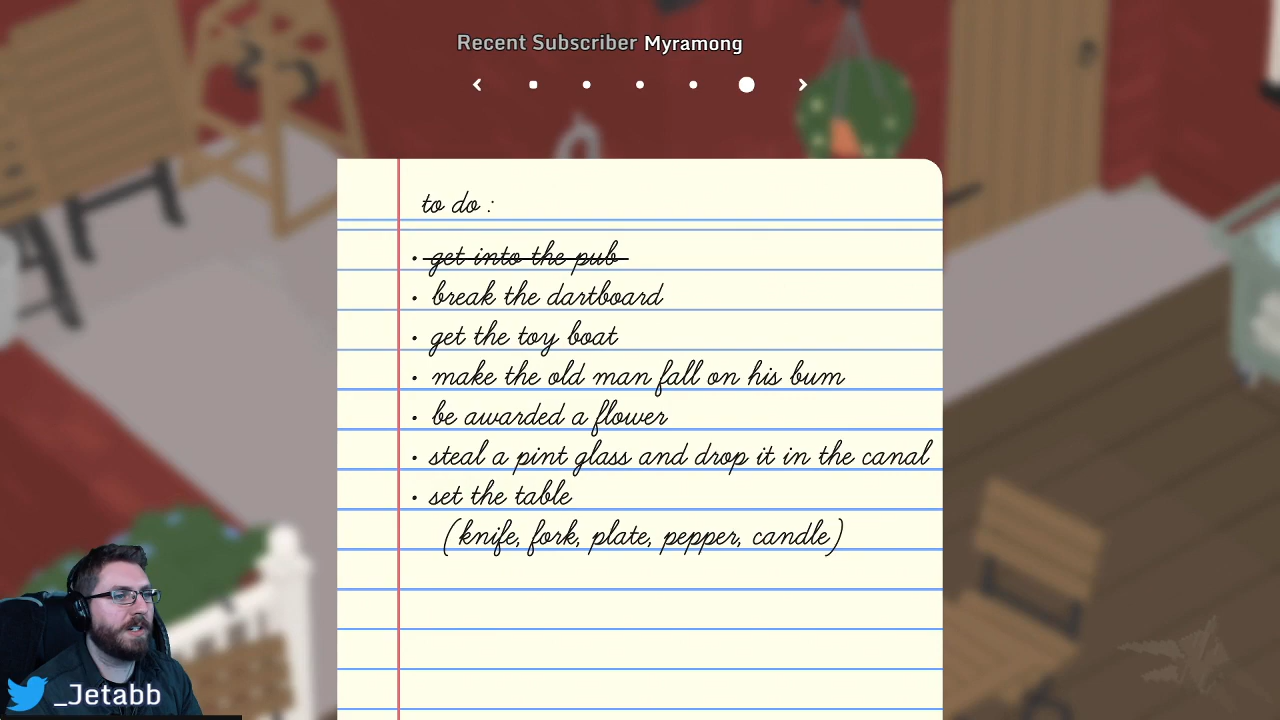 Recent Subscriber Myramong
to do :
• get into the pub
• break the dartboard
• get the toy boat
• make the old man fall on his bum
• be awarded a flower
• steal a pint glass and drop it in the canal
• set the table
(knife, fork, plate, pepper, candle)
_Jetabb